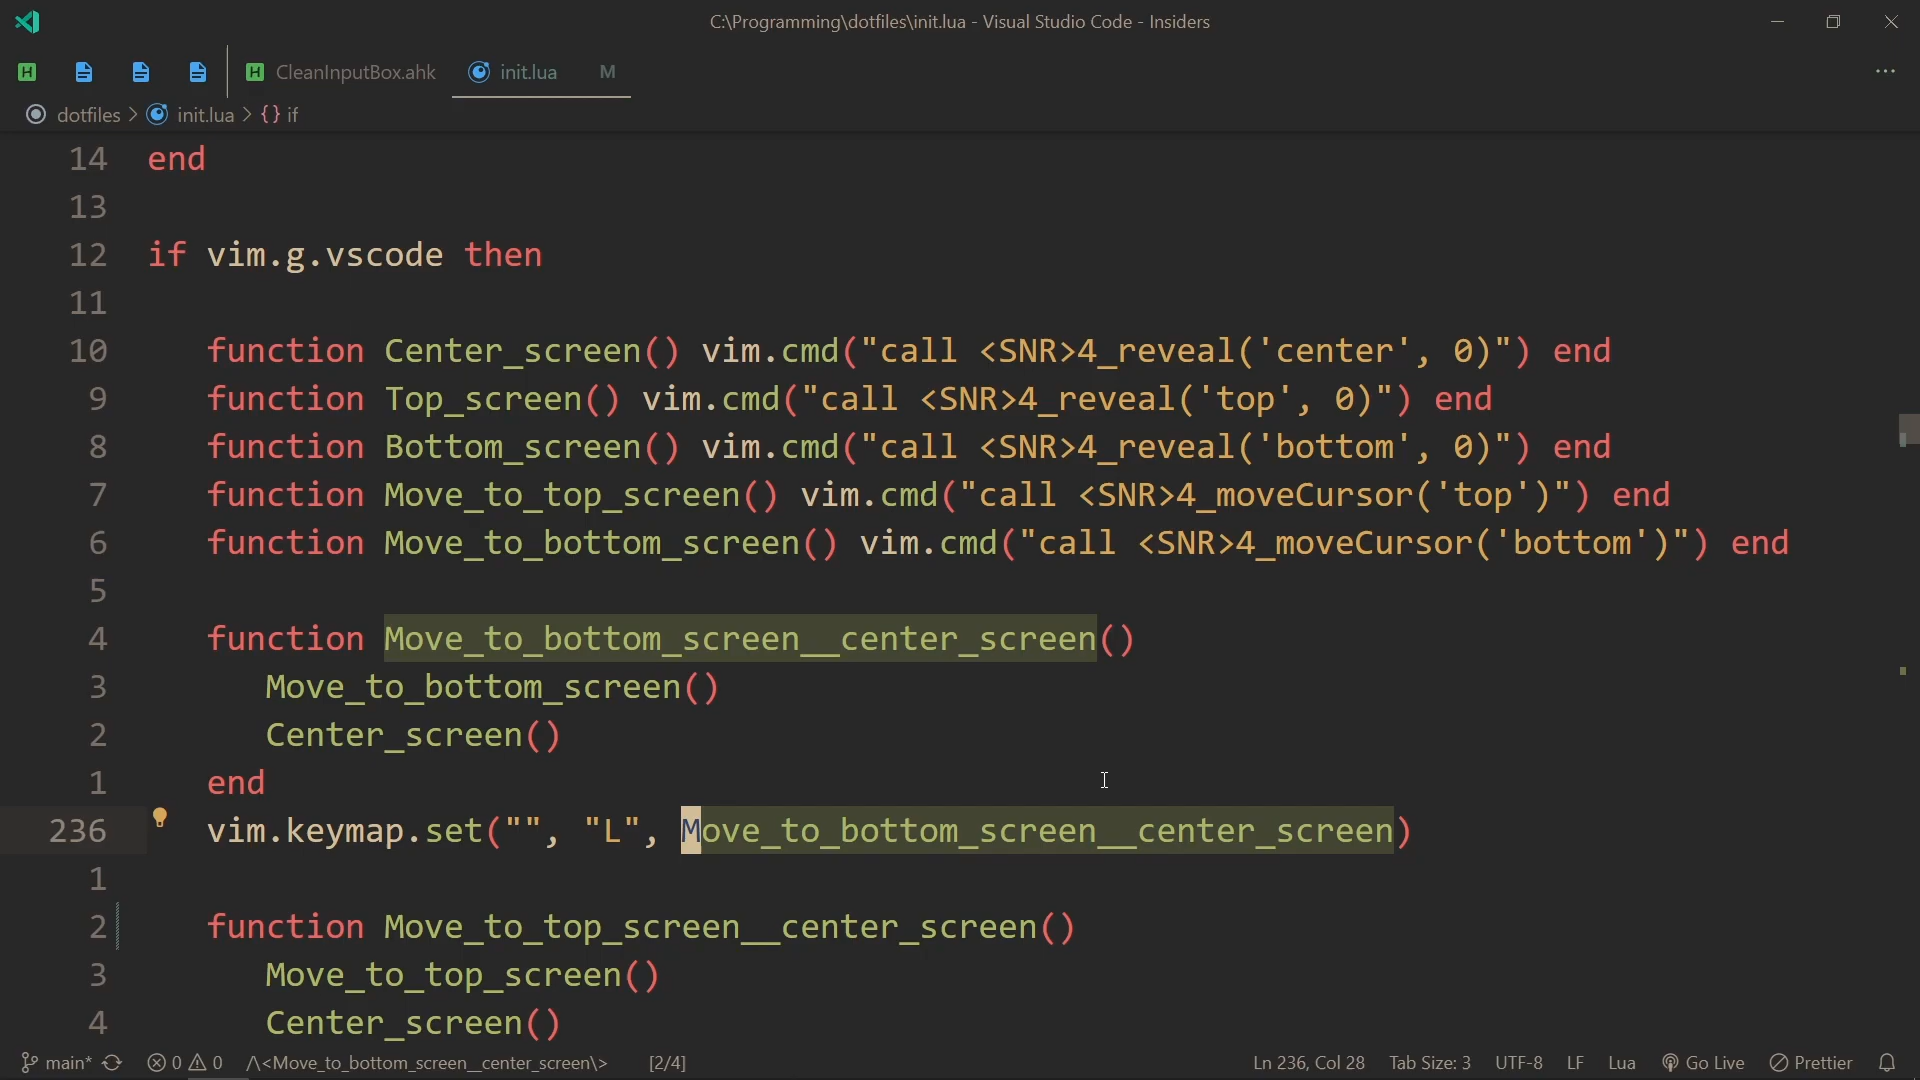 C:\Programming\dotfiles\init.lua - Visual Studio Code - Insiders
CleanInputBox.ahk init.lua M ···
dotfiles > init.lua > {} if
14 end
13
12 if vim.g.vscode then
11
10 function Center_screen() vim.cmd("call <SNR>4_reveal('center', 0)") end
9 function Top_screen() vim.cmd("call <SNR>4_reveal('top', 0)") end
8 function Bottom_screen() vim.cmd("call <SNR>4_reveal('bottom', 0)") end
7 function Move_to_top_screen() vim.cmd("call <SNR>4_moveCursor('top')") end
6 function Move_to_bottom_screen() vim.cmd("call <SNR>4_moveCursor('bottom')") end
5
4 function Move_to_bottom_screen__center_screen()
3 Move_to_bottom_screen()
2 Center_screen()
1 end
236 vim.keymap.set("", "L", Move_to_bottom_screen__center_screen)
1
2 function Move_to_top_screen__center_screen()
3 Move_to_top_screen()
4 Center_screen()
main* 0 0 /\<Move_to_bottom_screen__center_screen\> [2/4] Ln 236, Col 28 Tab Size: 3 UTF-8 LF Lua Go Live Prettier